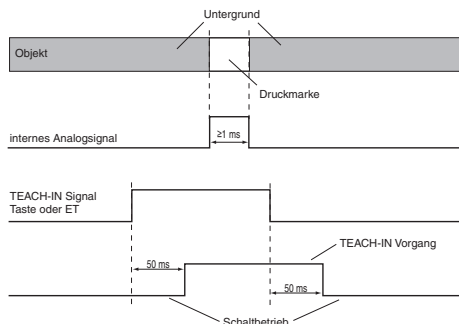 Untergrund
Objekt
Druckmarke
≥1 ms
internes Analogsignal
TEACH-IN Signal
Taste oder ET
TEACH-IN Vorgang
50 ms
50 ms
Schaltbetrieb